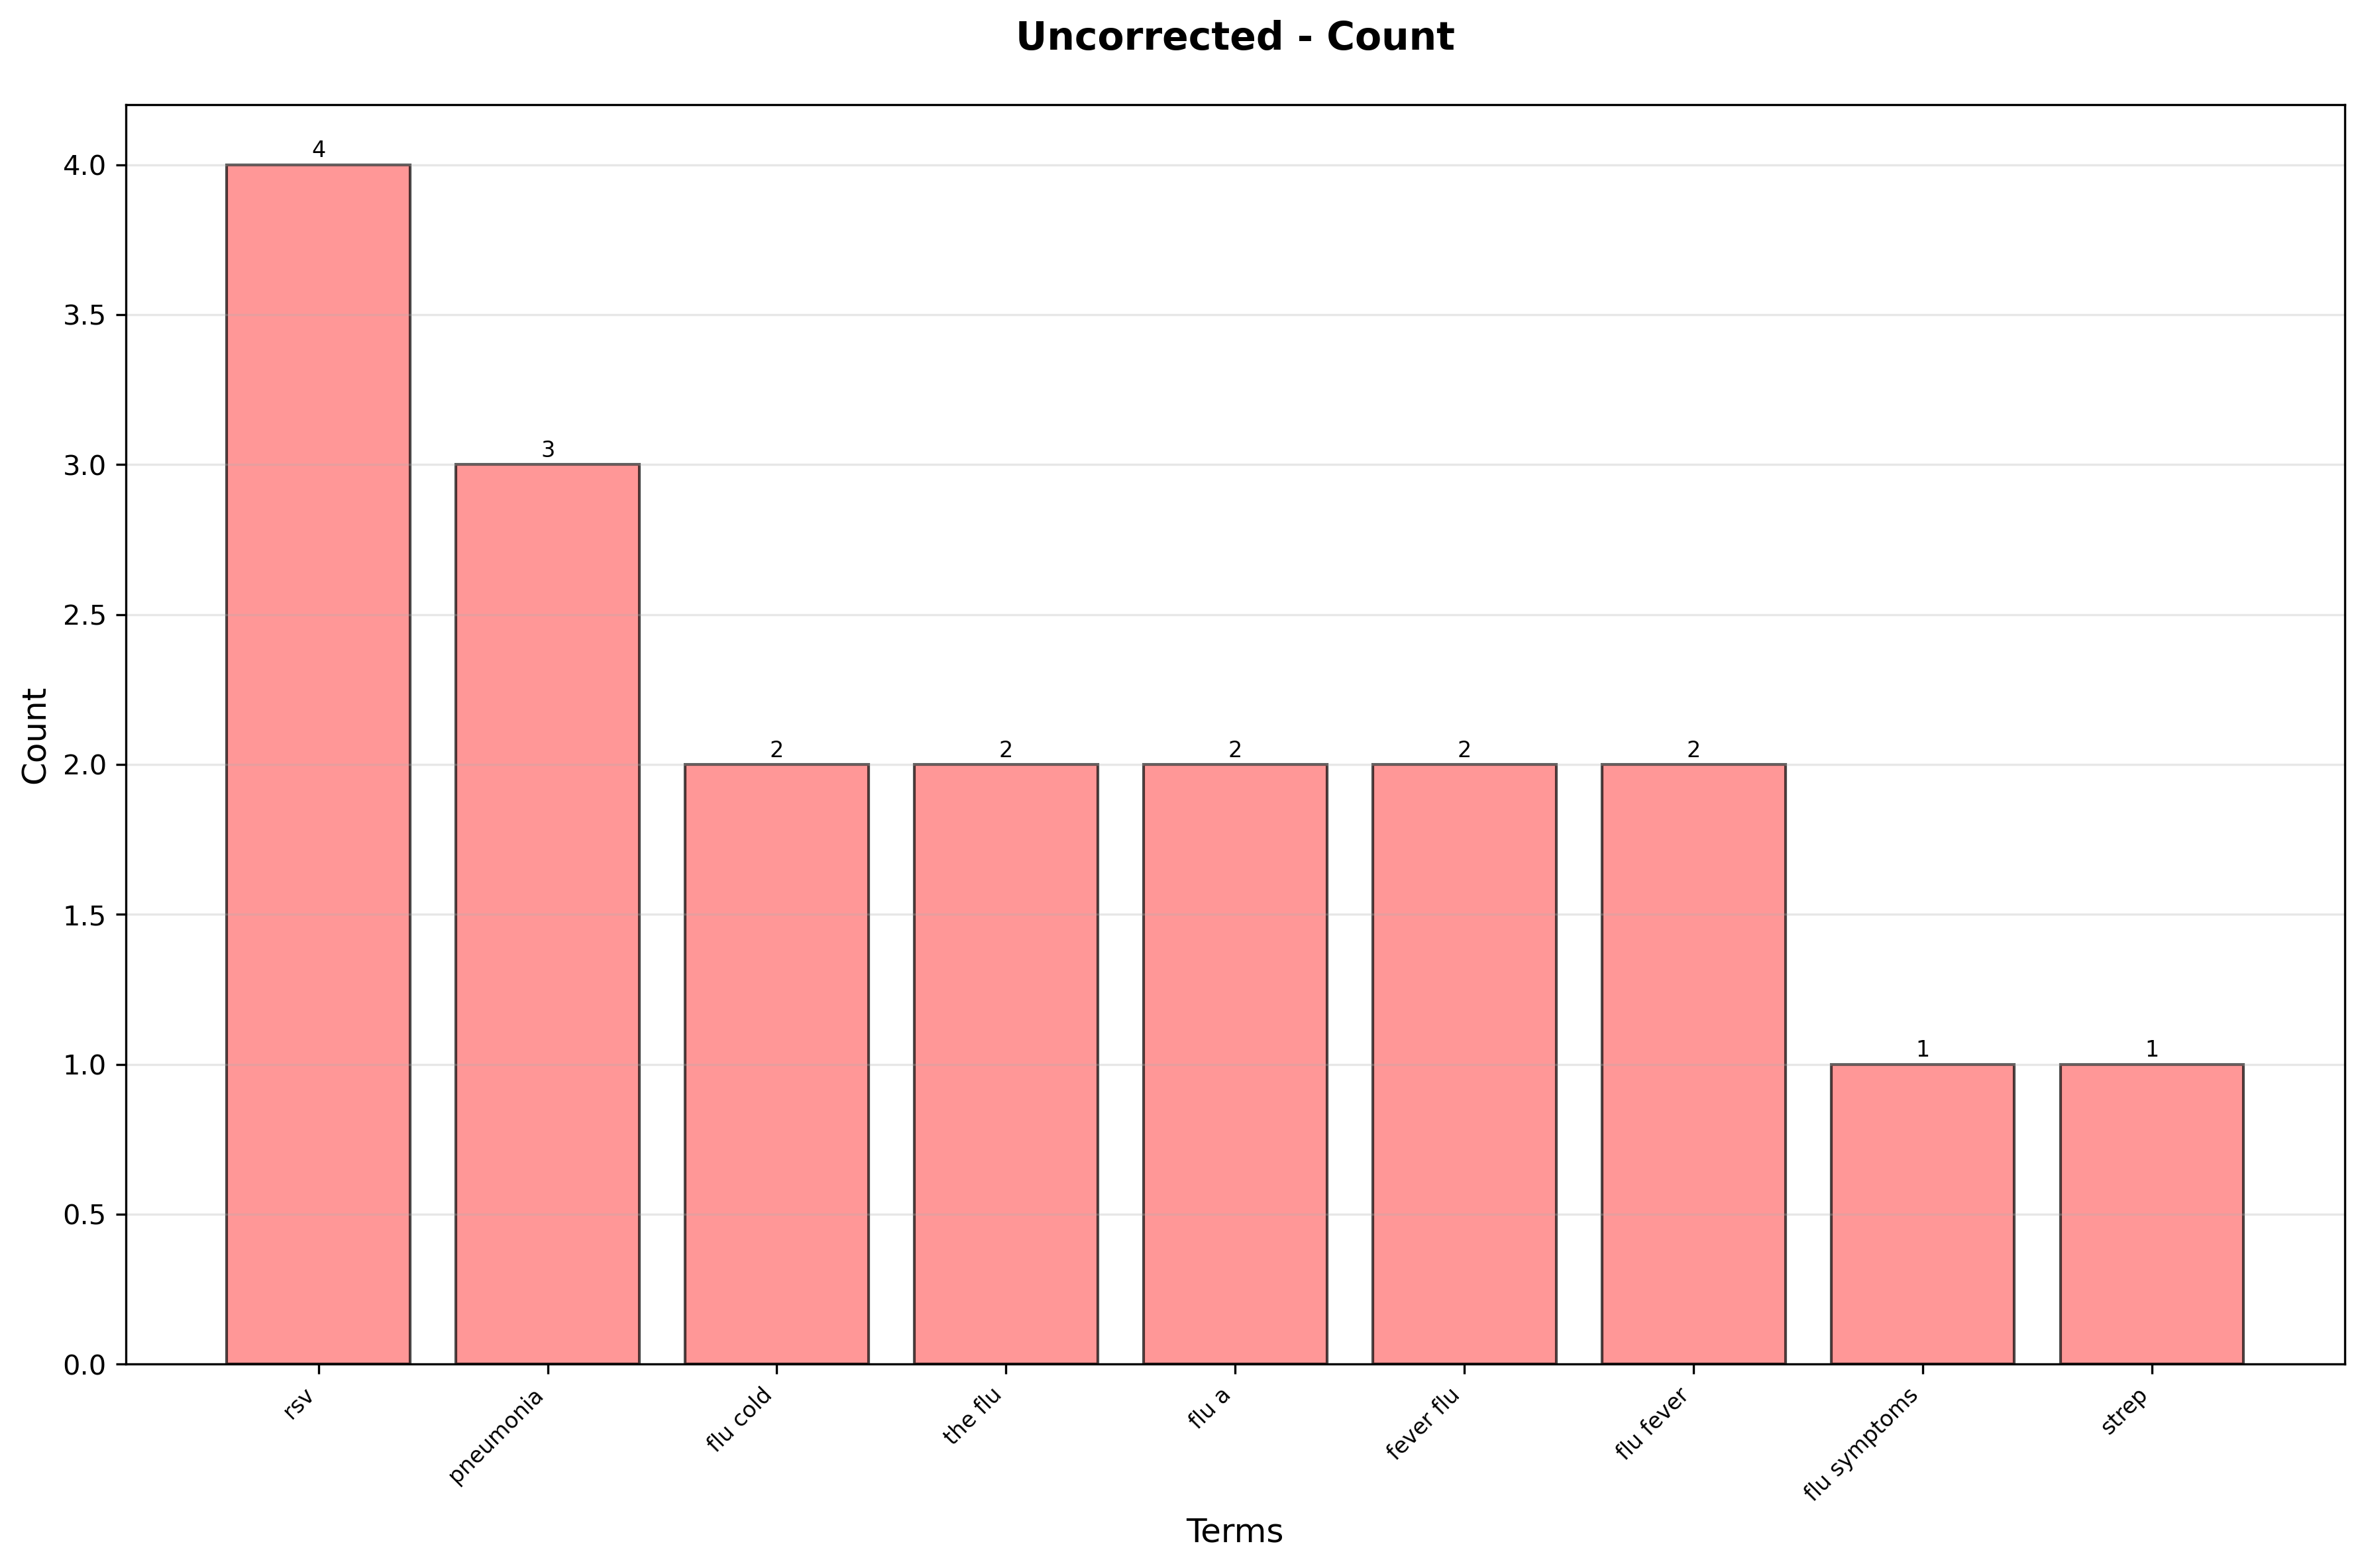 Uncorrected - Count
4
3
2
2
2
2
2
1
1
4.0
3.5
3.0
2.5
2.0
1.5
1.0
0.5
0.0
Count
rsv
pneumonia
flu cold
the flu
flu a
fever flu
flu fever
flu symptoms
strep
Terms